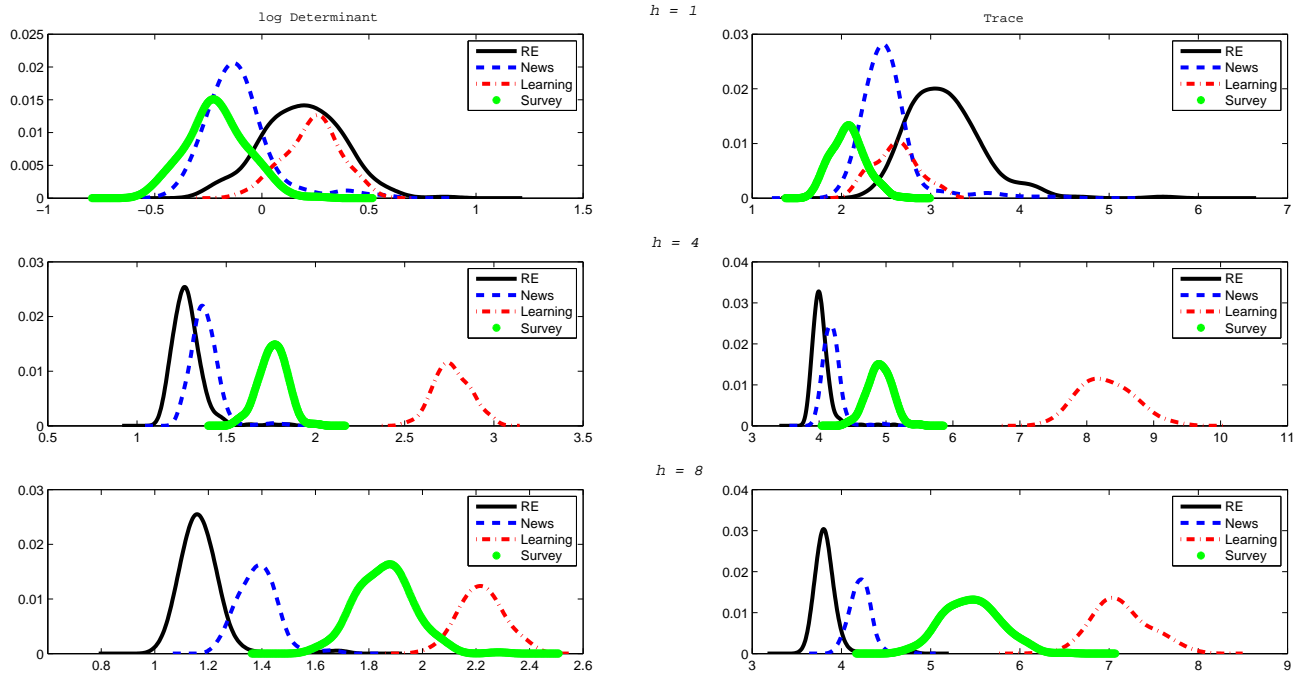 h = 1
log Determinant
Trace
0.025
0.02
0.015
0.01
0.005
0
−1
−0.5
0
0.5
1
1.5
RE
News
Learning
Survey
0.03
0.02
0.01
0
1
2
3
4
5
6
7
RE
News
Learning
Survey
h = 4
0.03
0.02
0.01
0
0.5
1
1.5
2
2.5
3
3.5
RE
News
Learning
Survey
0.04
0.03
0.02
0.01
0
3
4
5
6
7
8
9
10
11
RE
News
Learning
Survey
h = 8
0.03
0.02
0.01
0
0.8
1
1.2
1.4
1.6
1.8
2
2.2
2.4
2.6
RE
News
Learning
Survey
0.04
0.03
0.02
0.01
0
3
4
5
6
7
8
9
RE
News
Learning
Survey